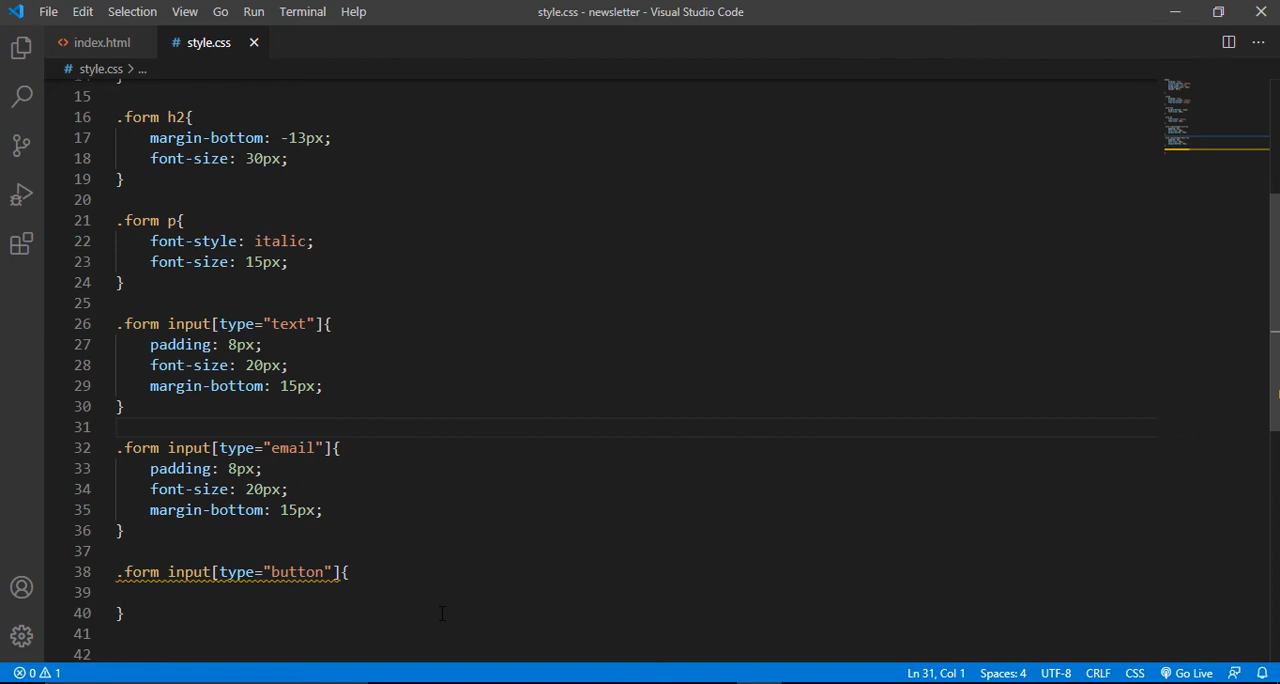 File Edit Selection View Go Run Terminal Help style.css - newsletter - Visual Studio Code
index.html style.css
# style.css > ...
15
16 .form h2{
17 margin-bottom: -13px;
18 font-size: 30px;
19 }
20
21 .form p{
22 font-style: italic;
23 font-size: 15px;
24 }
25
26 .form input[type="text"]{
27 padding: 8px;
28 font-size: 20px;
29 margin-bottom: 15px;
30 }
31
32 .form input[type="email"]{
33 padding: 8px;
34 font-size: 20px;
35 margin-bottom: 15px;
36 }
37
38 .form input[type="button"]{
39
40 }
41
42
0 1 Ln 31, Col 1 Spaces: 4 UTF-8 CRLF CSS Go Live